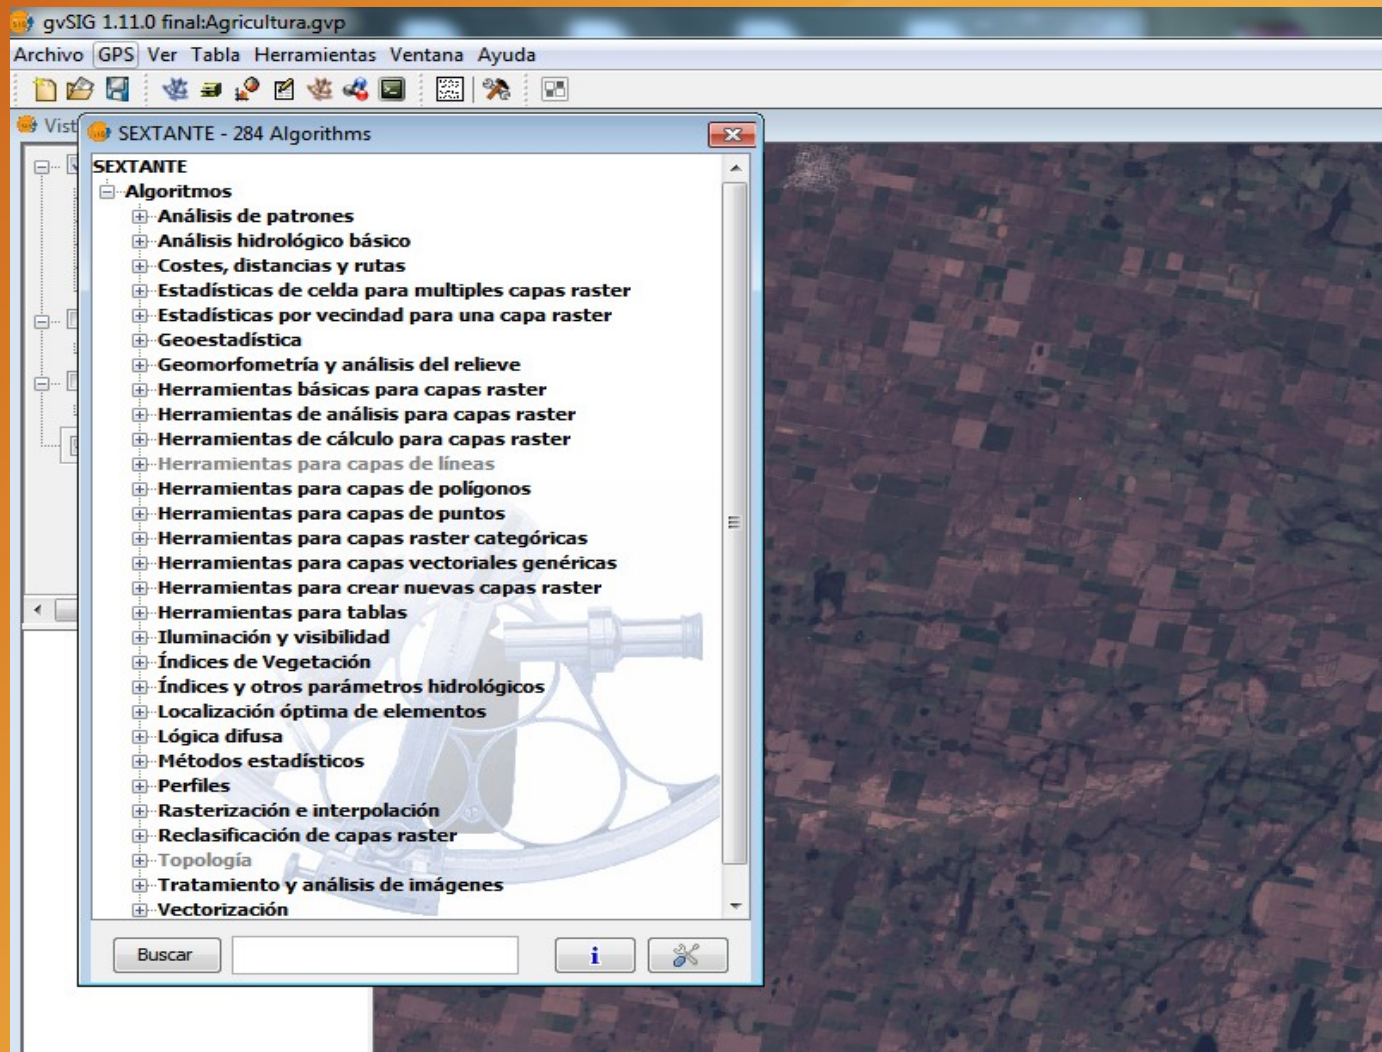 gvSIG 1.11.0 final:Agricultura.gvp
Archivo GPS Ver Tabla Herramientas Ventana Ayuda
Vist
SEXTANTE - 284 Algorithms
SEXTANTE
Algoritmos
Análisis de patrones
Análisis hidrológico básico
Costes, distancias y rutas
Estadísticas de celda para multiples capas raster
Estadísticas por vecindad para una capa raster
Geoestadística
Geomorfometría y análisis del relieve
Herramientas básicas para capas raster
Herramientas de análisis para capas raster
Herramientas de cálculo para capas raster
Herramientas para capas de líneas
Herramientas para capas de polígonos
Herramientas para capas de puntos
Herramientas para capas raster categóricas
Herramientas para capas vectoriales genéricas
Herramientas para crear nuevas capas raster
Herramientas para tablas
Iluminación y visibilidad
Índices de Vegetación
Índices y otros parámetros hidrológicos
Localización óptima de elementos
Lógica difusa
Métodos estadísticos
Perfiles
Rasterización e interpolación
Reclasificación de capas raster
Topología
Tratamiento y análisis de imágenes
Vectorización
Buscar
i